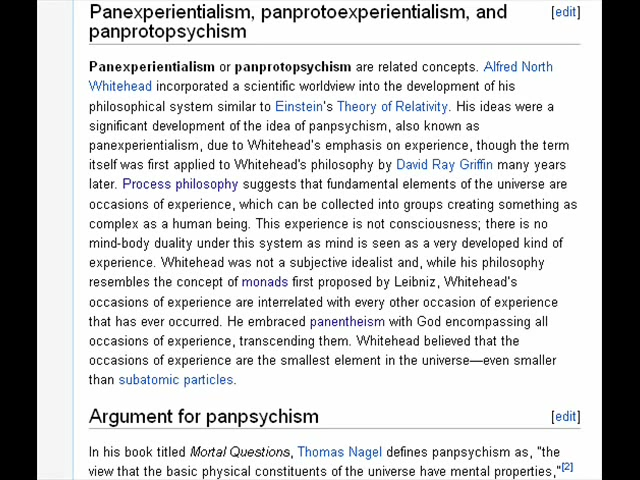 Panexperientialism, panprotoexperientialism, and [edit]
panprotopsychism
Panexperientialism or panprotopsychism are related concepts. Alfred North
Whitehead incorporated a scientific worldview into the development of his
philosophical system similar to Einstein's Theory of Relativity. His ideas were a
significant development of the idea of panpsychism, also known as
panexperientialism, due to Whitehead's emphasis on experience, though the term
itself was first applied to Whitehead's philosophy by David Ray Griffin many years
later. Process philosophy suggests that fundamental elements of the universe are
occasions of experience, which can be collected into groups creating something as
complex as a human being. This experience is not consciousness; there is no
mind-body duality under this system as mind is seen as a very developed kind of
experience. Whitehead was not a subjective idealist and, while his philosophy
resembles the concept of monads first proposed by Leibniz, Whitehead's
occasions of experience are interrelated with every other occasion of experience
that has ever occurred. He embraced panentheism with God encompassing all
occasions of experience, transcending them. Whitehead believed that the
occasions of experience are the smallest element in the universe—even smaller
than subatomic particles.
Argument for panpsychism [edit]
In his book titled Mortal Questions, Thomas Nagel defines panpsychism as, "the
view that the basic physical constituents of the universe have mental properties,"[2]